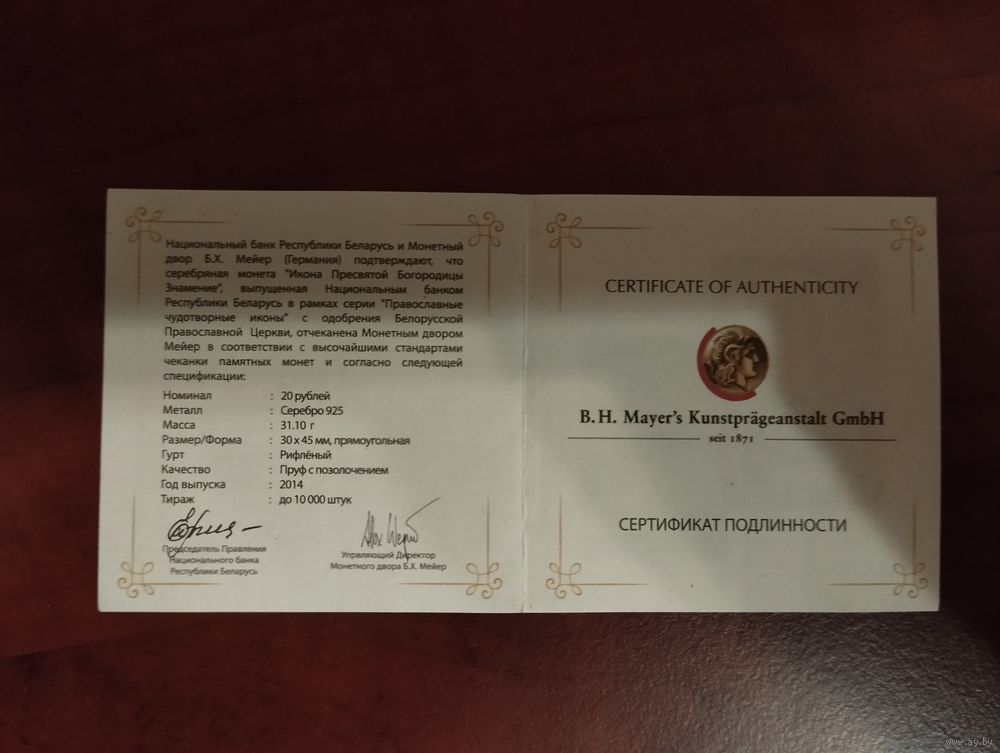 Национальный банк Республики Беларусь и Монетный
двор Б.Х. Мейер (Германия) подтверждают, что
серебряная монета "Икона Пресвятой Богородицы
Знамение", выпущенная Национальным банком
Республики Беларусь в рамках серии "Православные
чудотворные иконы" с одобрения Белорусской
Православной Церкви, отчеканена Монетным двором
Мейер в соответствии с высочайшими стандартами
чеканки памятных монет и согласно следующей
спецификации:
Номинал : 20 рублей
Металл : Серебро 925
Масса : 31.10 г
Размер/Форма : 30 х 45 мм, прямоугольная
Гурт : Рифлёный
Качество : Пруф с позолочением
Год выпуска : 2014
Тираж : до 10 000 штук
Председатель Правления
Национального банка
Республики Беларусь
Управляющий Директор
Монетного двора Б.Х. Мейер
CERTIFICATE OF AUTHENTICITY
B. H. Mayer's Kunstprägeanstalt GmbH
seit 1871
СЕРТИФИКАТ ПОДЛИННОСТИ
www.ay.by